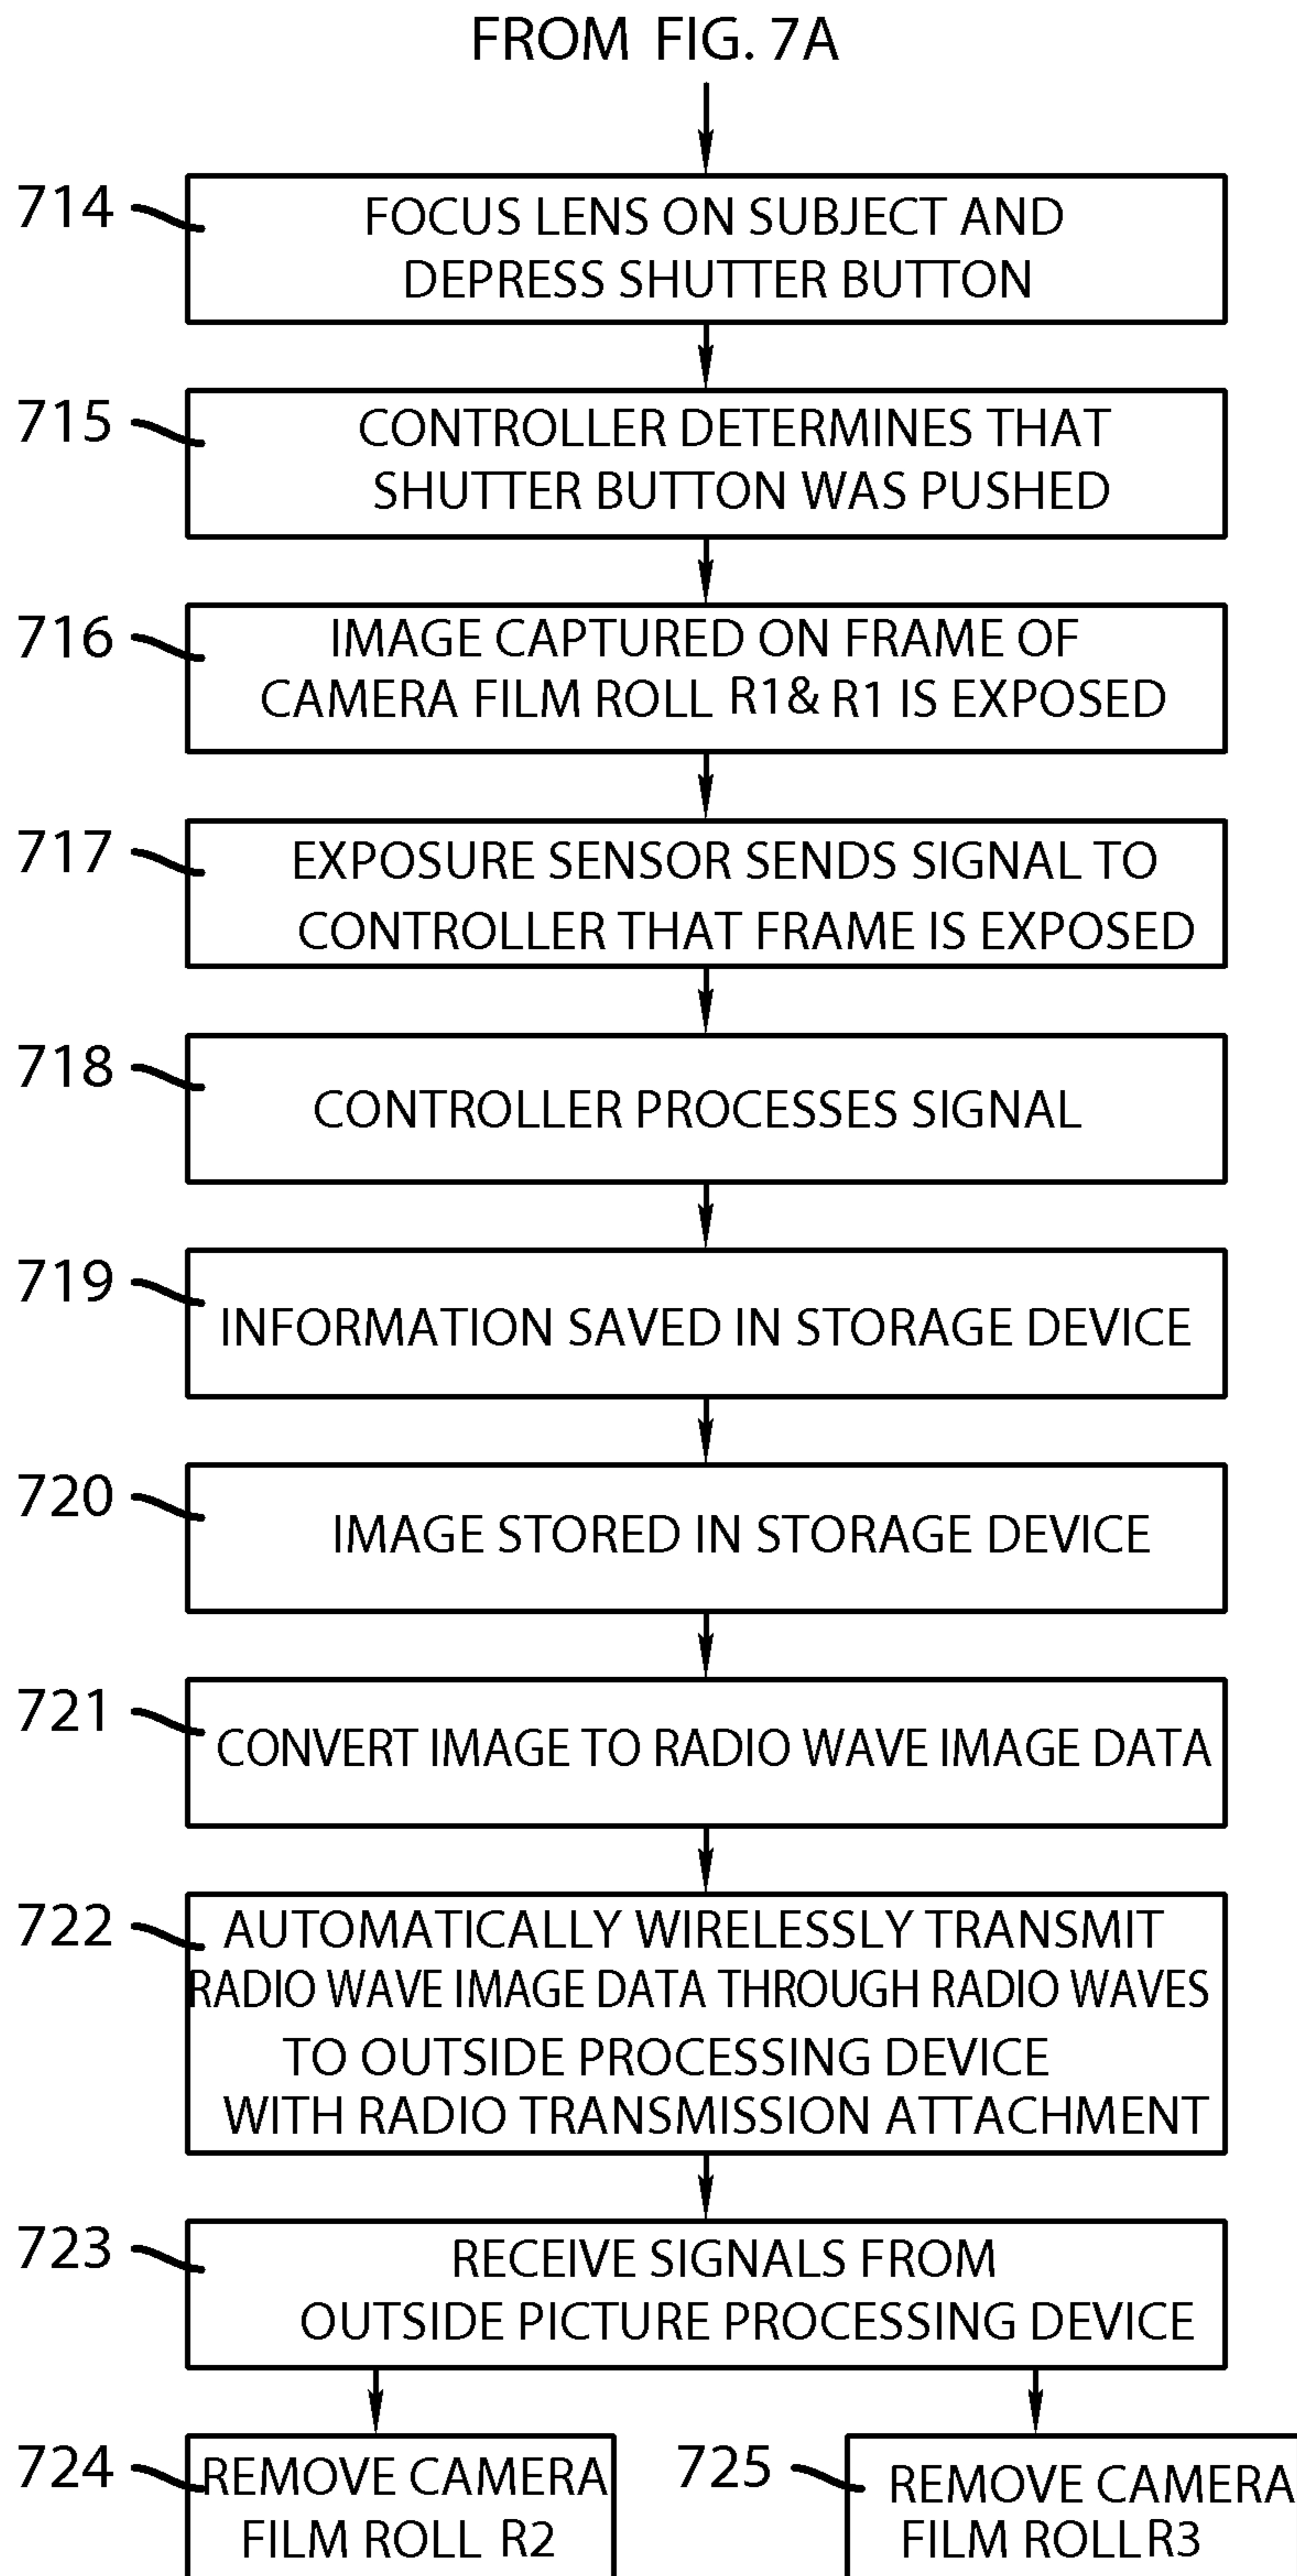 FROM FIG. 7A
714
FOCUS LENS ON SUBJECT AND
DEPRESS SHUTTER BUTTON
715
CONTROLLER DETERMINES THAT
SHUTTER BUTTON WAS PUSHED
716
IMAGE CAPTURED ON FRAME OF
CAMERA FILM ROLL R1& R1 IS EXPOSED
717
EXPOSURE SENSOR SENDS SIGNAL TO
CONTROLLER THAT FRAME IS EXPOSED
718
CONTROLLER PROCESSES SIGNAL
719
INFORMATION SAVED IN STORAGE DEVICE
720
IMAGE STORED IN STORAGE DEVICE
721
CONVERT IMAGE TO RADIO WAVE IMAGE DATA
722
AUTOMATICALLY WIRELESSLY TRANSMIT
RADIO WAVE IMAGE DATA THROUGH RADIO WAVES
TO OUTSIDE PROCESSING DEVICE
WITH RADIO TRANSMISSION ATTACHMENT
723
RECEIVE SIGNALS FROM
OUTSIDE PICTURE PROCESSING DEVICE
724
REMOVE CAMERA
FILM ROLL R2
725
REMOVE CAMERA
FILM ROLL R3